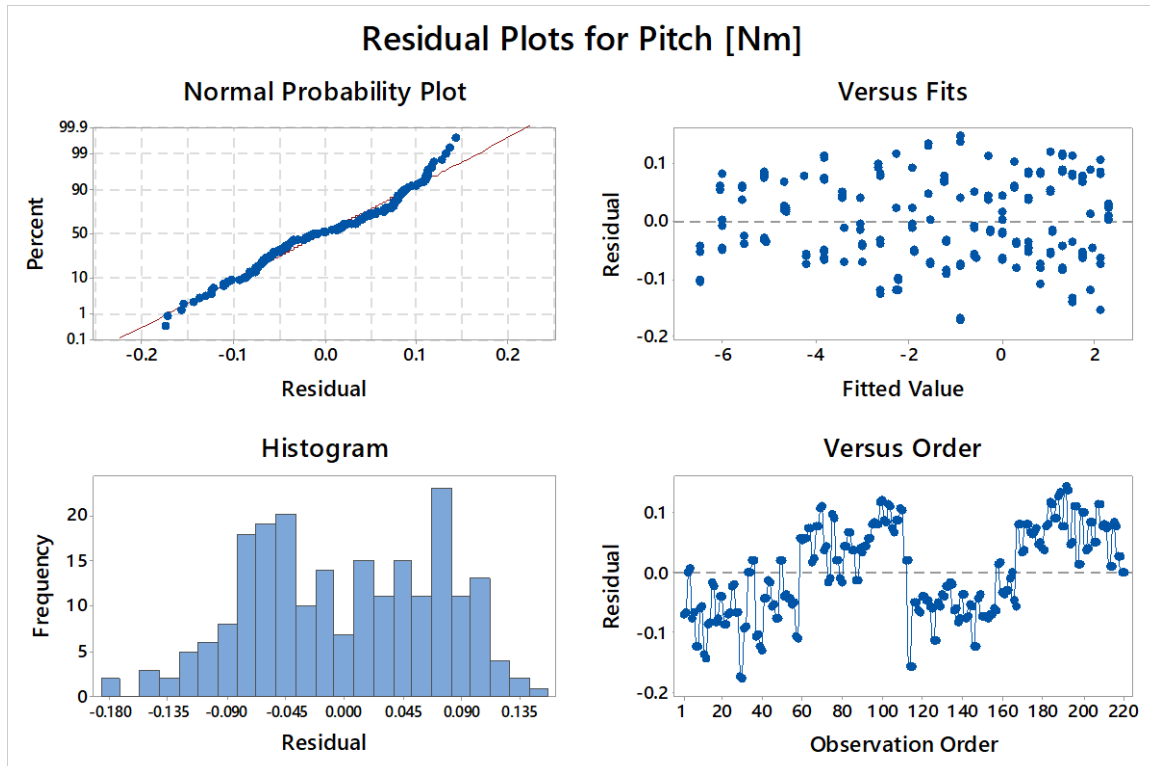 Residual Plots for Pitch [Nm]
Normal Probability Plot
99.9
99
90
50
10
1
0.1
Percent
-0.2 -0.1 0.0 0.1 0.2
Residual
Versus Fits
0.1
0.0
-0.1
-0.2
Residual
-6 -4 -2 0 2
Fitted Value
Histogram
20
15
10
5
0
Frequency
-0.180 -0.135 -0.090 -0.045 0.000 0.045 0.090 0.135
Residual
Versus Order
0.1
0.0
-0.1
-0.2
Residual
1 20 40 60 80 100 120 140 160 180 200 220
Observation Order